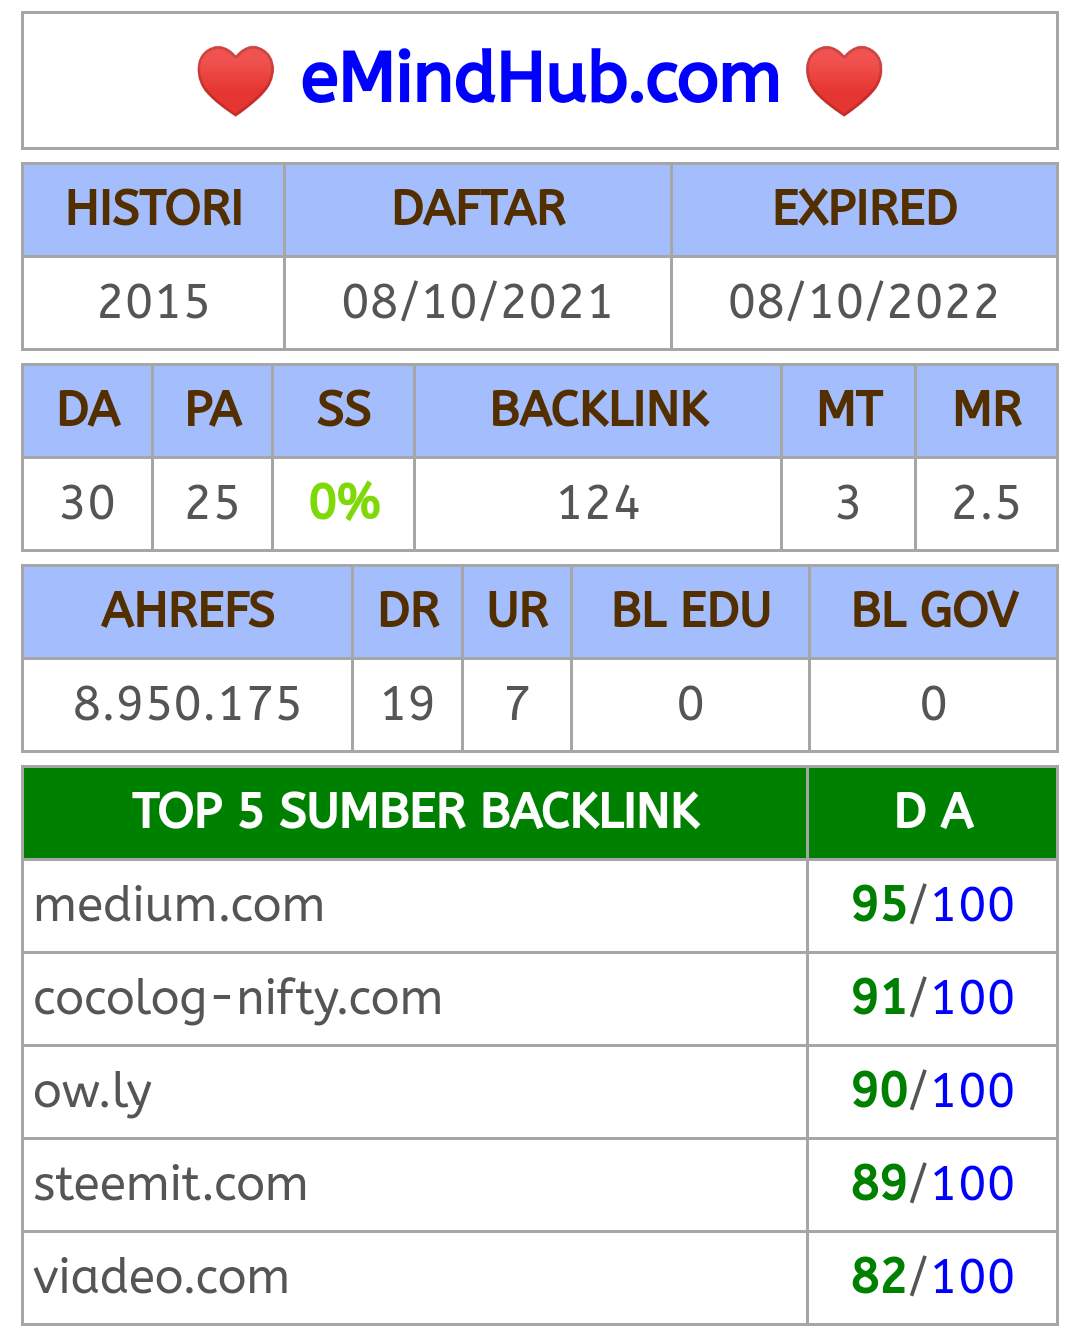 ❤️ eMindHub.com ❤️
HISTORI DAFTAR EXPIRED
2015 08/10/2021 08/10/2022
DA PA SS BACKLINK MT MR
30 25 0% 124 3 2.5
AHREFS DR UR BL EDU BL GOV
8.950.175 19 7 0 0
TOP 5 SUMBER BACKLINK D A
medium.com 95/100
cocolog-nifty.com 91/100
ow.ly 90/100
steemit.com 89/100
viadeo.com 82/100